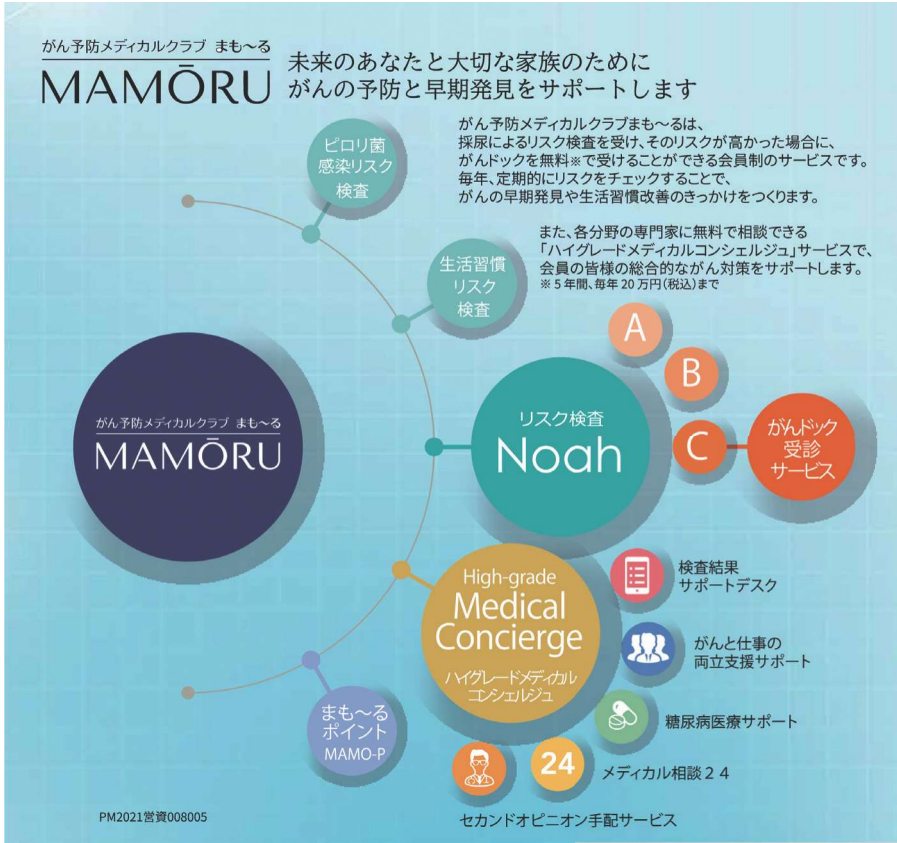 がん予防メディカルクラブ まも〜る
MAMŌRU
未来のあなたと大切な家族のために
がんの予防と早期発見をサポートします
がん予防メディカルクラブまも〜るは、
採尿によるリスク検査を受け、そのリスクが高かった場合に、
がんドックを無料※で受けることができる会員制のサービスです。
毎年、定期的にリスクをチェックすることで、
がんの早期発見や生活習慣改善のきっかけをつくります。
また、各分野の専門家に無料で相談できる
「ハイグレードメディカルコンシェルジュ」サービスで、
会員の皆様の総合的ながん対策をサポートします。
※5年間、毎年20万円(税込)まで
ピロリ菌
感染リスク
検査
生活習慣
リスク
検査
がん予防メディカルクラブ まも〜る
MAMŌRU
リスク検査
Noah
A
B
C
がんドック
受診
サービス
High-grade
Medical
Concierge
ハイグレードメディカル
コンシェルジュ
検査結果
サポートデスク
がんと仕事の
両立支援サポート
糖尿病医療サポート
24
メディカル相談24
セカンドオピニオン手配サービス
まも〜る
ポイント
MAMO-P
PM2021営資008005